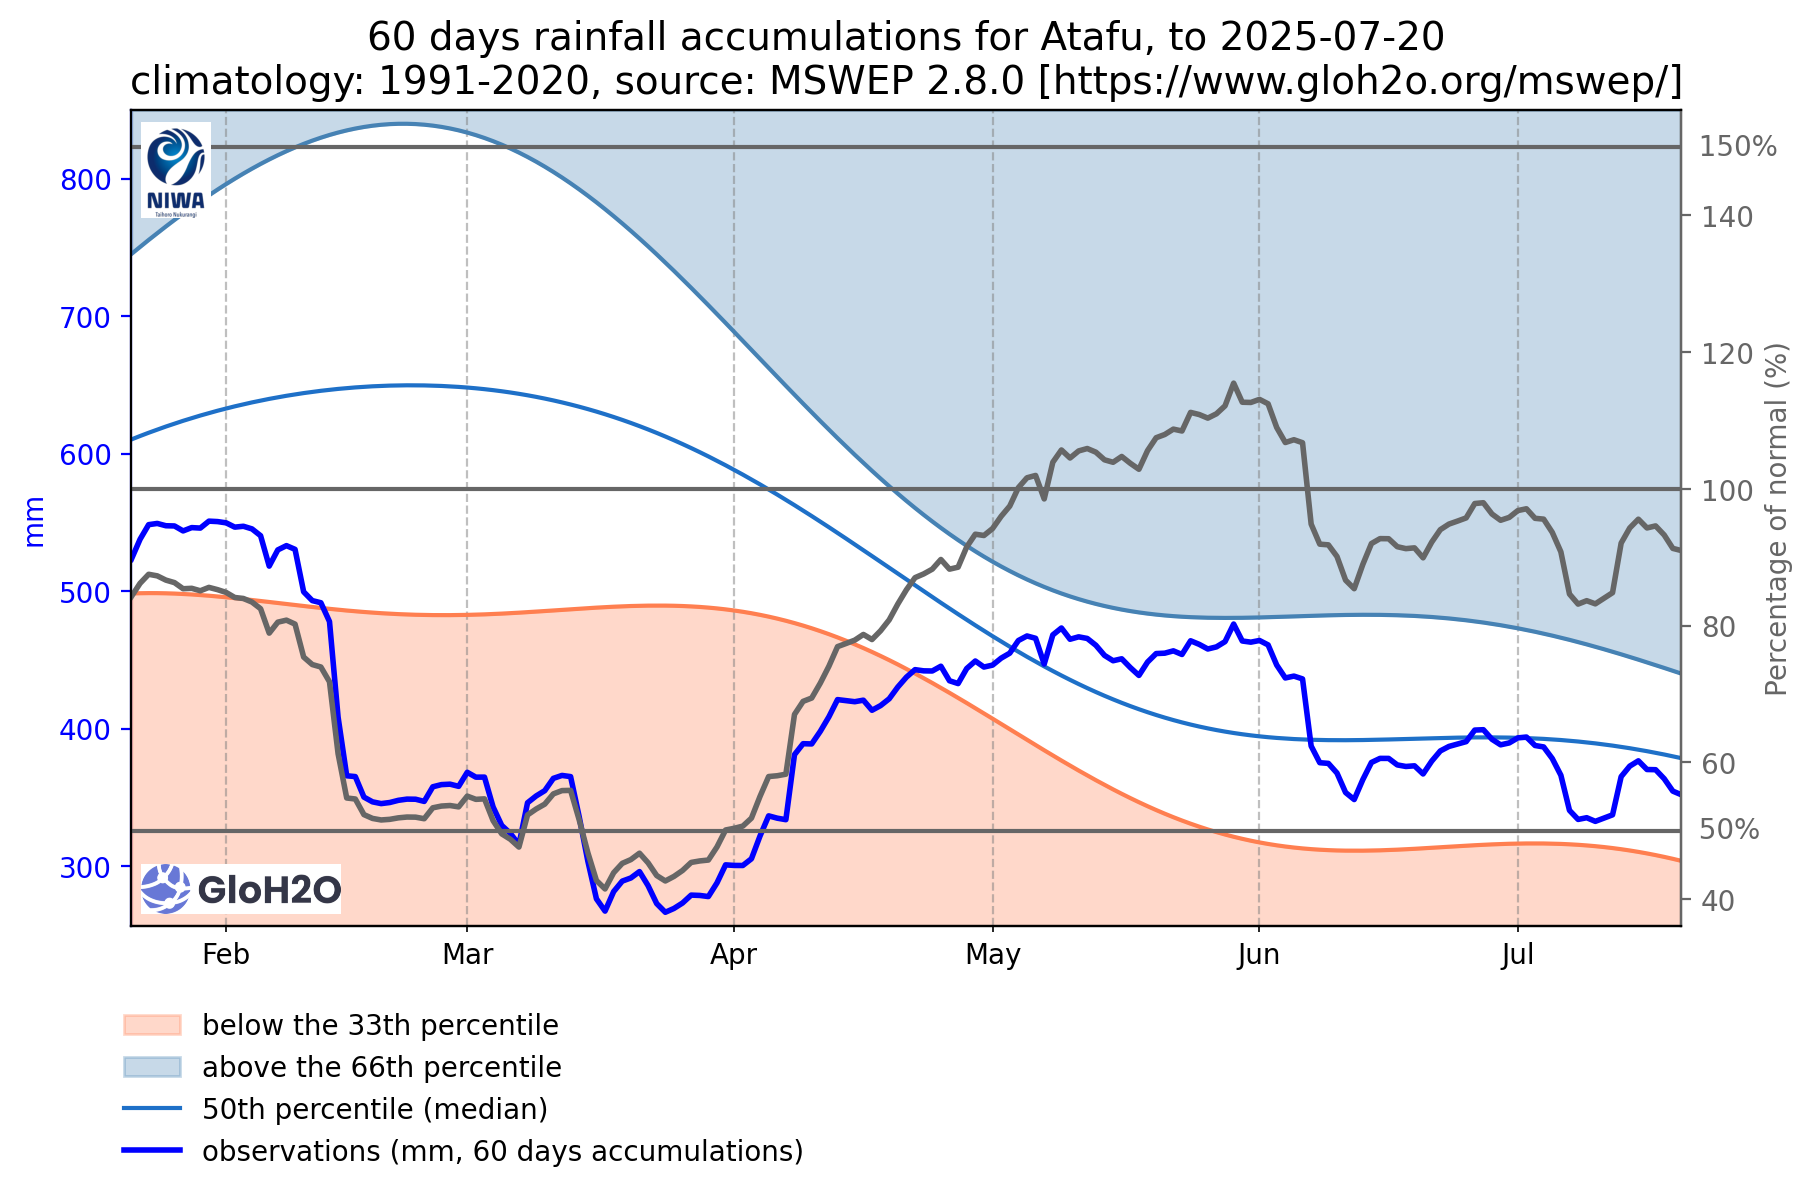 60 days rainfall accumulations for Atafu, to 2025-07-20
climatology: 1991-2020, source: MSWEP 2.8.0 [https://www.gloh2o.org/mswep/]
NIWA
Taihoro Nukurangi
800
700
600
500
400
300
mm
150%
140
120
100
80
60
50%
40
Percentage of normal (%)
GloH2O
Feb Mar Apr May Jun Jul
below the 33th percentile
above the 66th percentile
50th percentile (median)
observations (mm, 60 days accumulations)